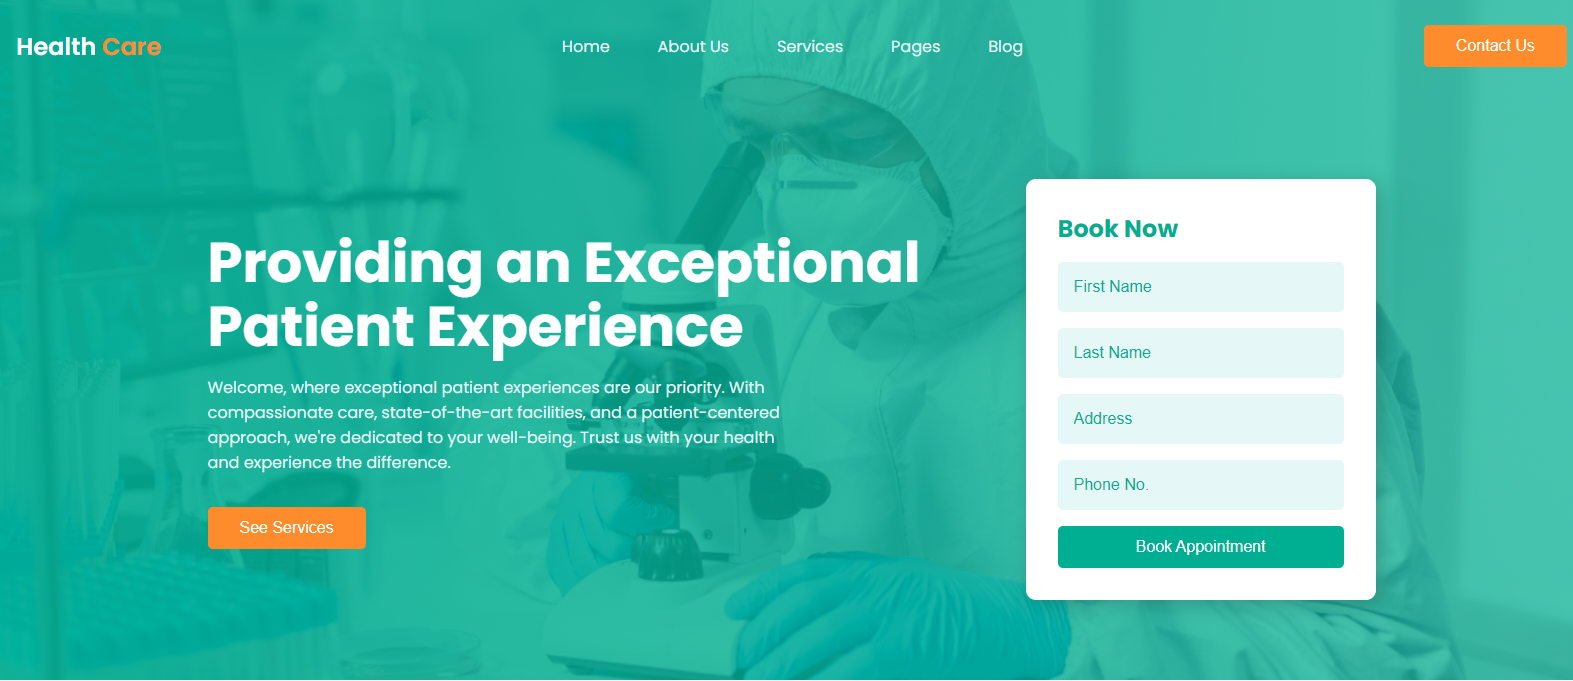 Health Care
Home
About Us
Services
Pages
Blog
Contact Us
Providing an Exceptional
Patient Experience
Welcome, where exceptional patient experiences are our priority. With
compassionate care, state-of-the-art facilities, and a patient-centered
approach, we're dedicated to your well-being. Trust us with your health
and experience the difference.
See Services
Book Now
First Name
Last Name
Address
Phone No.
Book Appointment